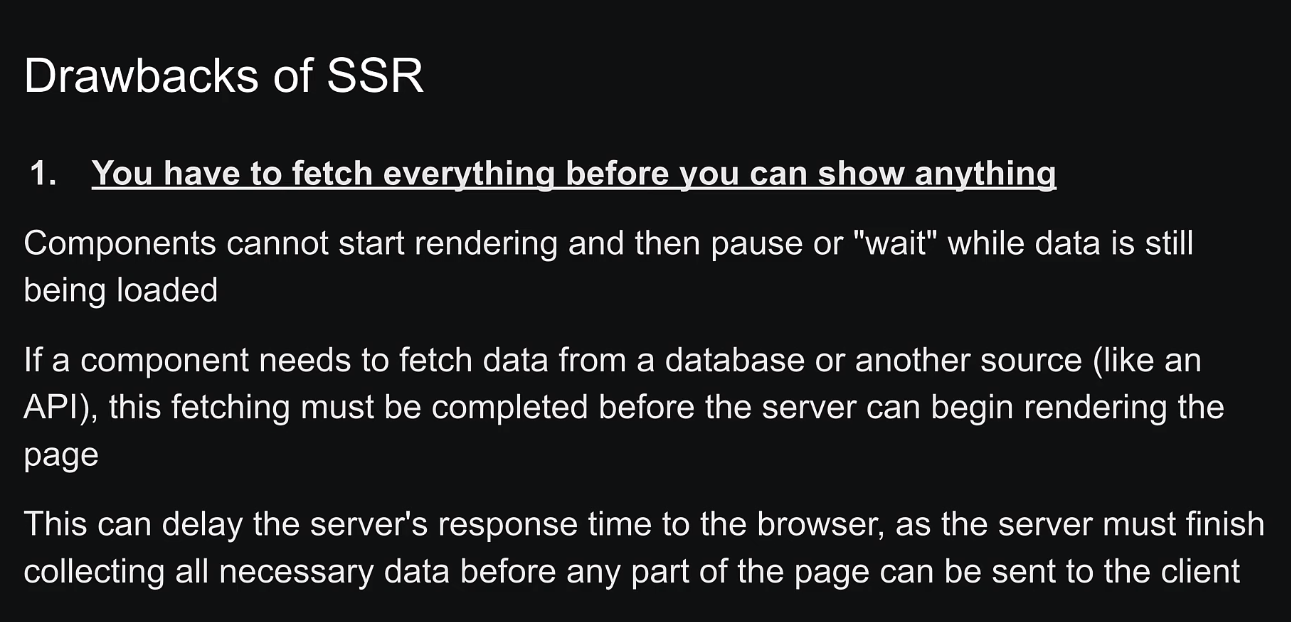 Drawbacks of SSR
1. You have to fetch everything before you can show anything
Components cannot start rendering and then pause or "wait" while data is still
being loaded
If a component needs to fetch data from a database or another source (like an
API), this fetching must be completed before the server can begin rendering the
page
This can delay the server's response time to the browser, as the server must finish
collecting all necessary data before any part of the page can be sent to the client